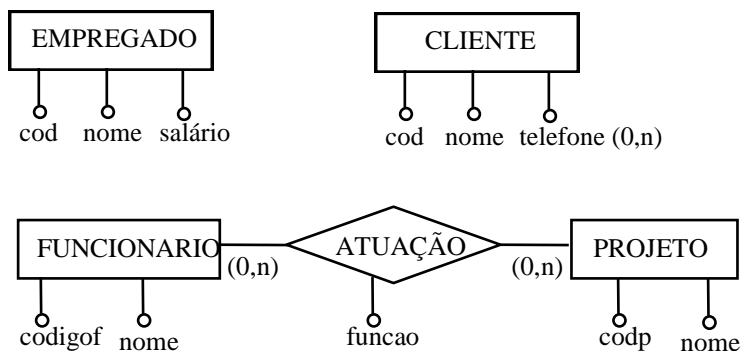 EMPREGADO CLIENTE
cod nome salário cod nome telefone (0,n)
FUNCIONARIO ATUAÇÃO PROJETO
(0,n) (0,n)
codigof nome funcao codp nome